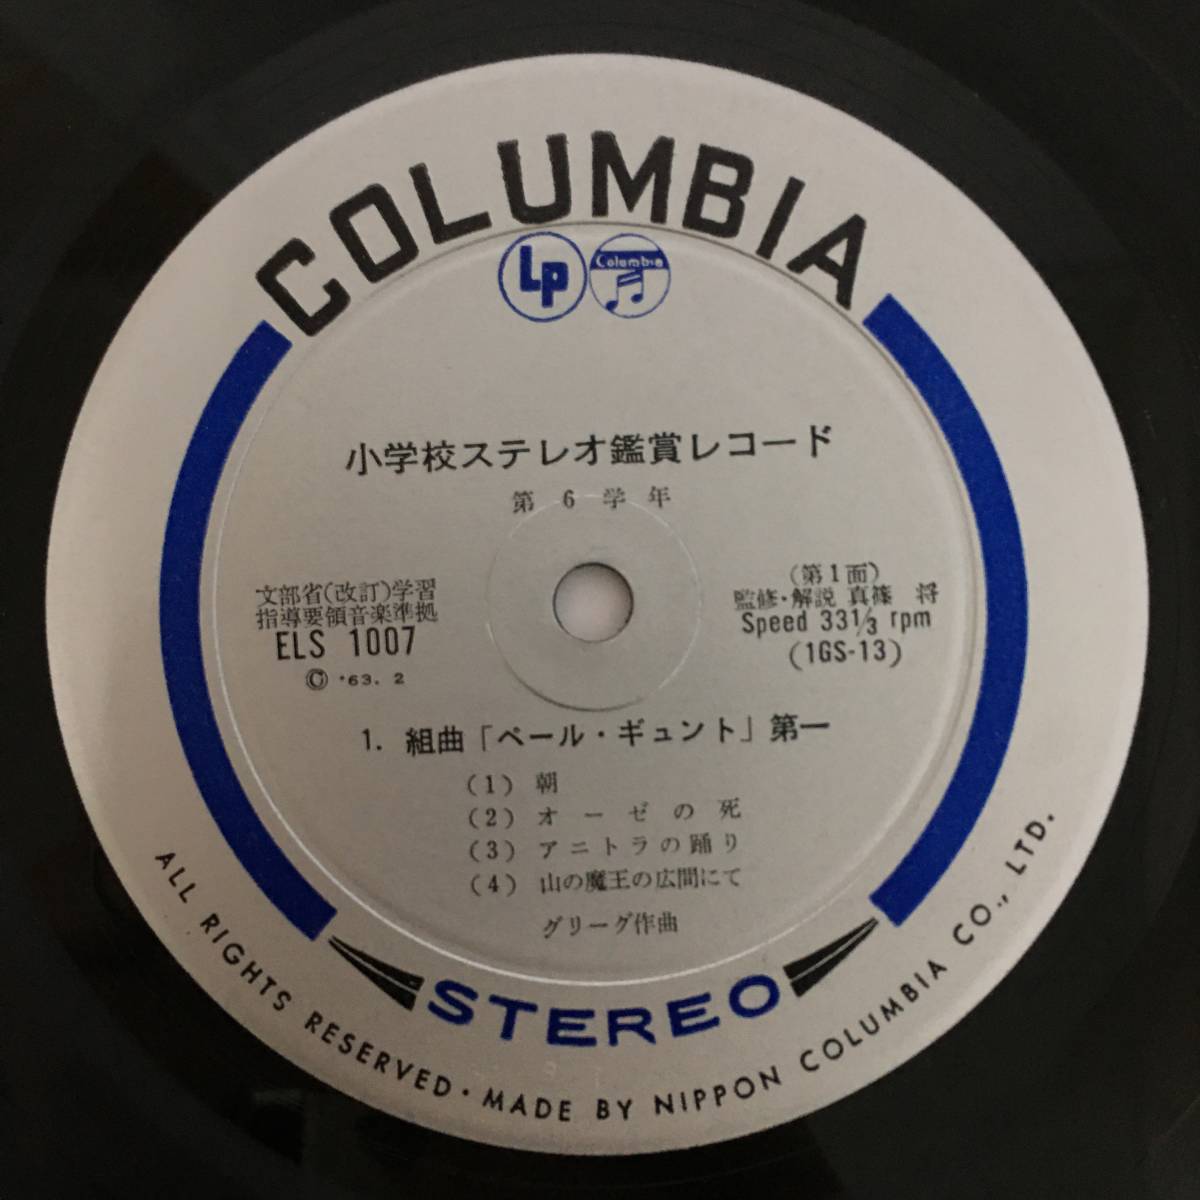 COLUMBIA
LP
Columbia
小学校ステレオ鑑賞レコード
第6学年
文部省(改訂)学習
指導要領音楽準拠
ELS 1007
Ⓒ '63. 2
(第1面)
監修・解説 真篠 将
Speed 33 1/3 rpm
(1GS-13)
1. 組曲「ペール・ギュント」第一
(1) 朝
(2) オーゼの死
(3) アニトラの踊り
(4) 山の魔王の広間にて
グリーグ作曲
STEREO
ALL RIGHTS RESERVED・MADE BY NIPPON COLUMBIA CO., LTD.